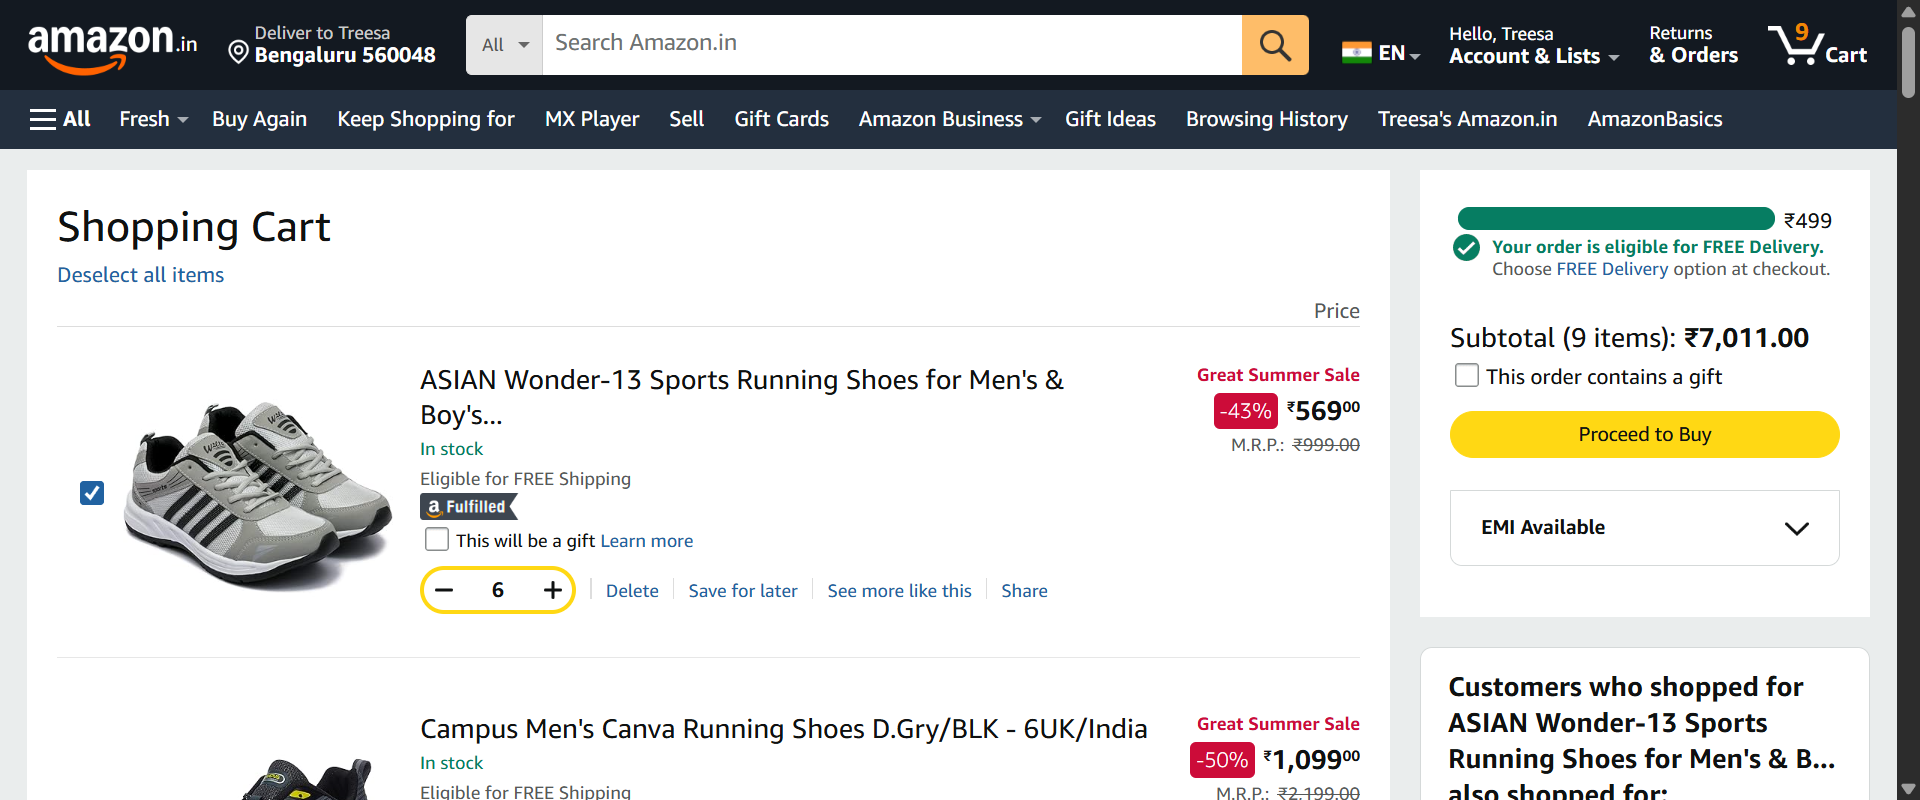 amazon.in
Deliver to Treesa
Bengaluru 560048
All
Search Amazon.in
EN
Hello, Treesa
Account & Lists
Returns
& Orders
9
Cart
All
Fresh
Buy Again
Keep Shopping for
MX Player
Sell
Gift Cards
Amazon Business
Gift Ideas
Browsing History
Treesa's Amazon.in
AmazonBasics
Shopping Cart
Deselect all items
Price
ASIAN Wonder-13 Sports Running Shoes for Men's &
Boy's...
In stock
Eligible for FREE Shipping
a Fulfilled
This will be a gift Learn more
6
Delete
Save for later
See more like this
Share
Great Summer Sale
-43% ₹56900
M.R.P.: ₹999.00
Campus Men's Canva Running Shoes D.Gry/BLK - 6UK/India
In stock
Eligible for FREE Shipping
Great Summer Sale
-50% ₹1,09900
M.R.P.: ₹2,199.00
₹499
Your order is eligible for FREE Delivery.
Choose FREE Delivery option at checkout.
Subtotal (9 items): ₹7,011.00
This order contains a gift
Proceed to Buy
EMI Available
Customers who shopped for
ASIAN Wonder-13 Sports
Running Shoes for Men's & B...
also shopped for: